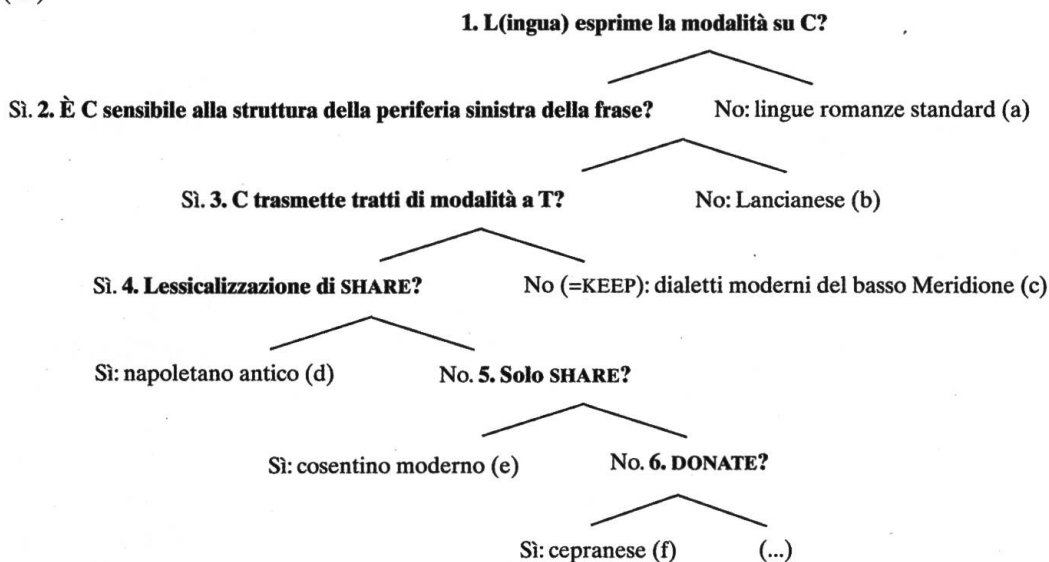 1. L(ingua) esprime la modalità su C?
Sì. 2. È C sensibile alla struttura della periferia sinistra della frase? No: lingue romanze standard (a)
Sì. 3. C trasmette tratti di modalità a T? No: Lancianese (b)
Sì. 4. Lessicalizzazione di SHARE? No (=KEEP): dialetti moderni del basso Meridione (c)
Sì: napoletano antico (d) No. 5. Solo SHARE?
Sì: cosentino moderno (e) No. 6. DONATE?
Sì: cepranese (f) (...)